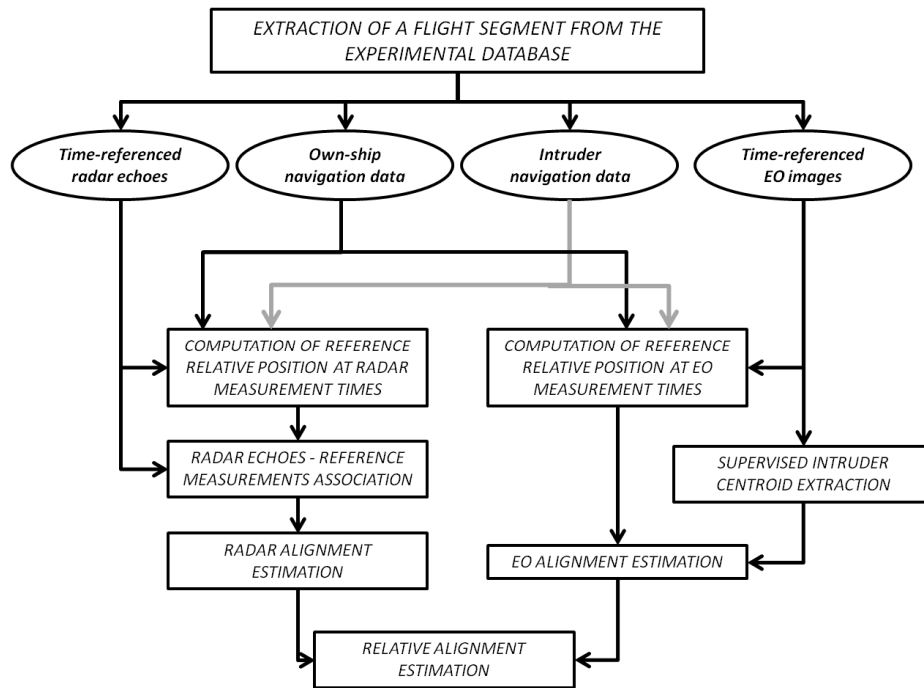 EXTRACTION OF A FLIGHT SEGMENT FROM THE
EXPERIMENTAL DATABASE
Time-referenced
radar echoes
Own-ship
navigation data
Intruder
navigation data
Time-referenced
EO images
COMPUTATION OF REFERENCE
RELATIVE POSITION AT RADAR
MEASUREMENT TIMES
COMPUTATION OF REFERENCE
RELATIVE POSITION AT EO
MEASUREMENT TIMES
RADAR ECHOES - REFERENCE
MEASUREMENTS ASSOCIATION
SUPERVISED INTRUDER
CENTROID EXTRACTION
RADAR ALIGNMENT
ESTIMATION
EO ALIGNMENT ESTIMATION
RELATIVE ALIGNMENT
ESTIMATION